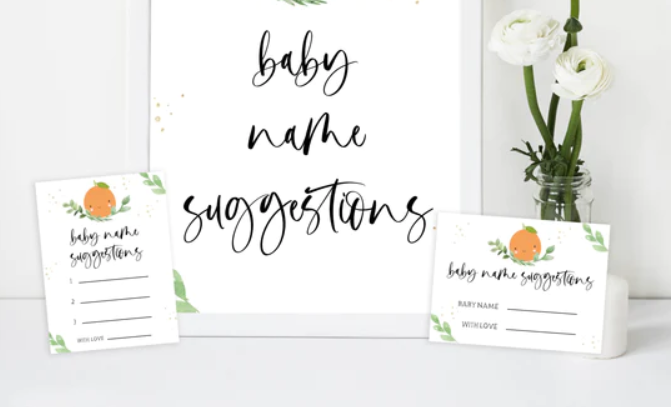 baby
name
suggestions
baby name
suggestions
1
2
3
WITH LOVE
baby name suggestions
BABY NAME
WITH LOVE